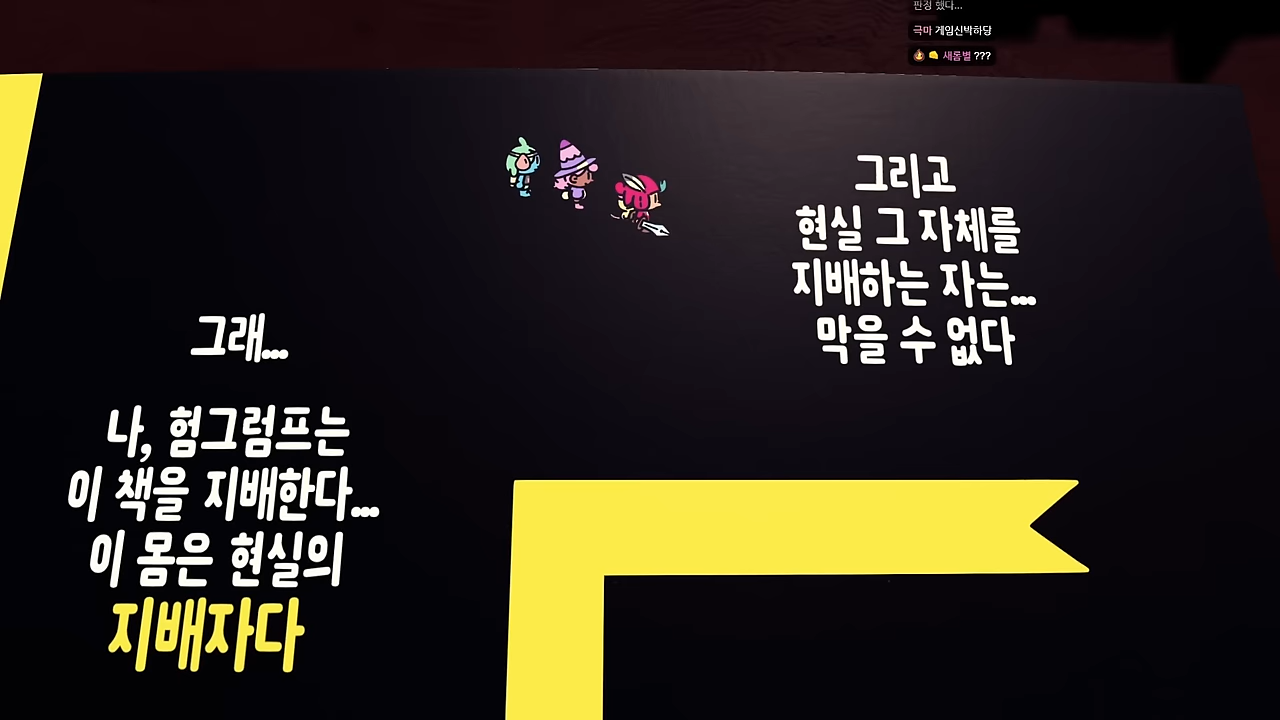 판정 했다...
극마 게임신박하당
새롬별 ???
그래...
나, 험그럼프는
이 책을 지배한다...
이 몸은 현실의
지배자다
그리고
현실 그 자체를
지배하는 자는...
막을 수 없다